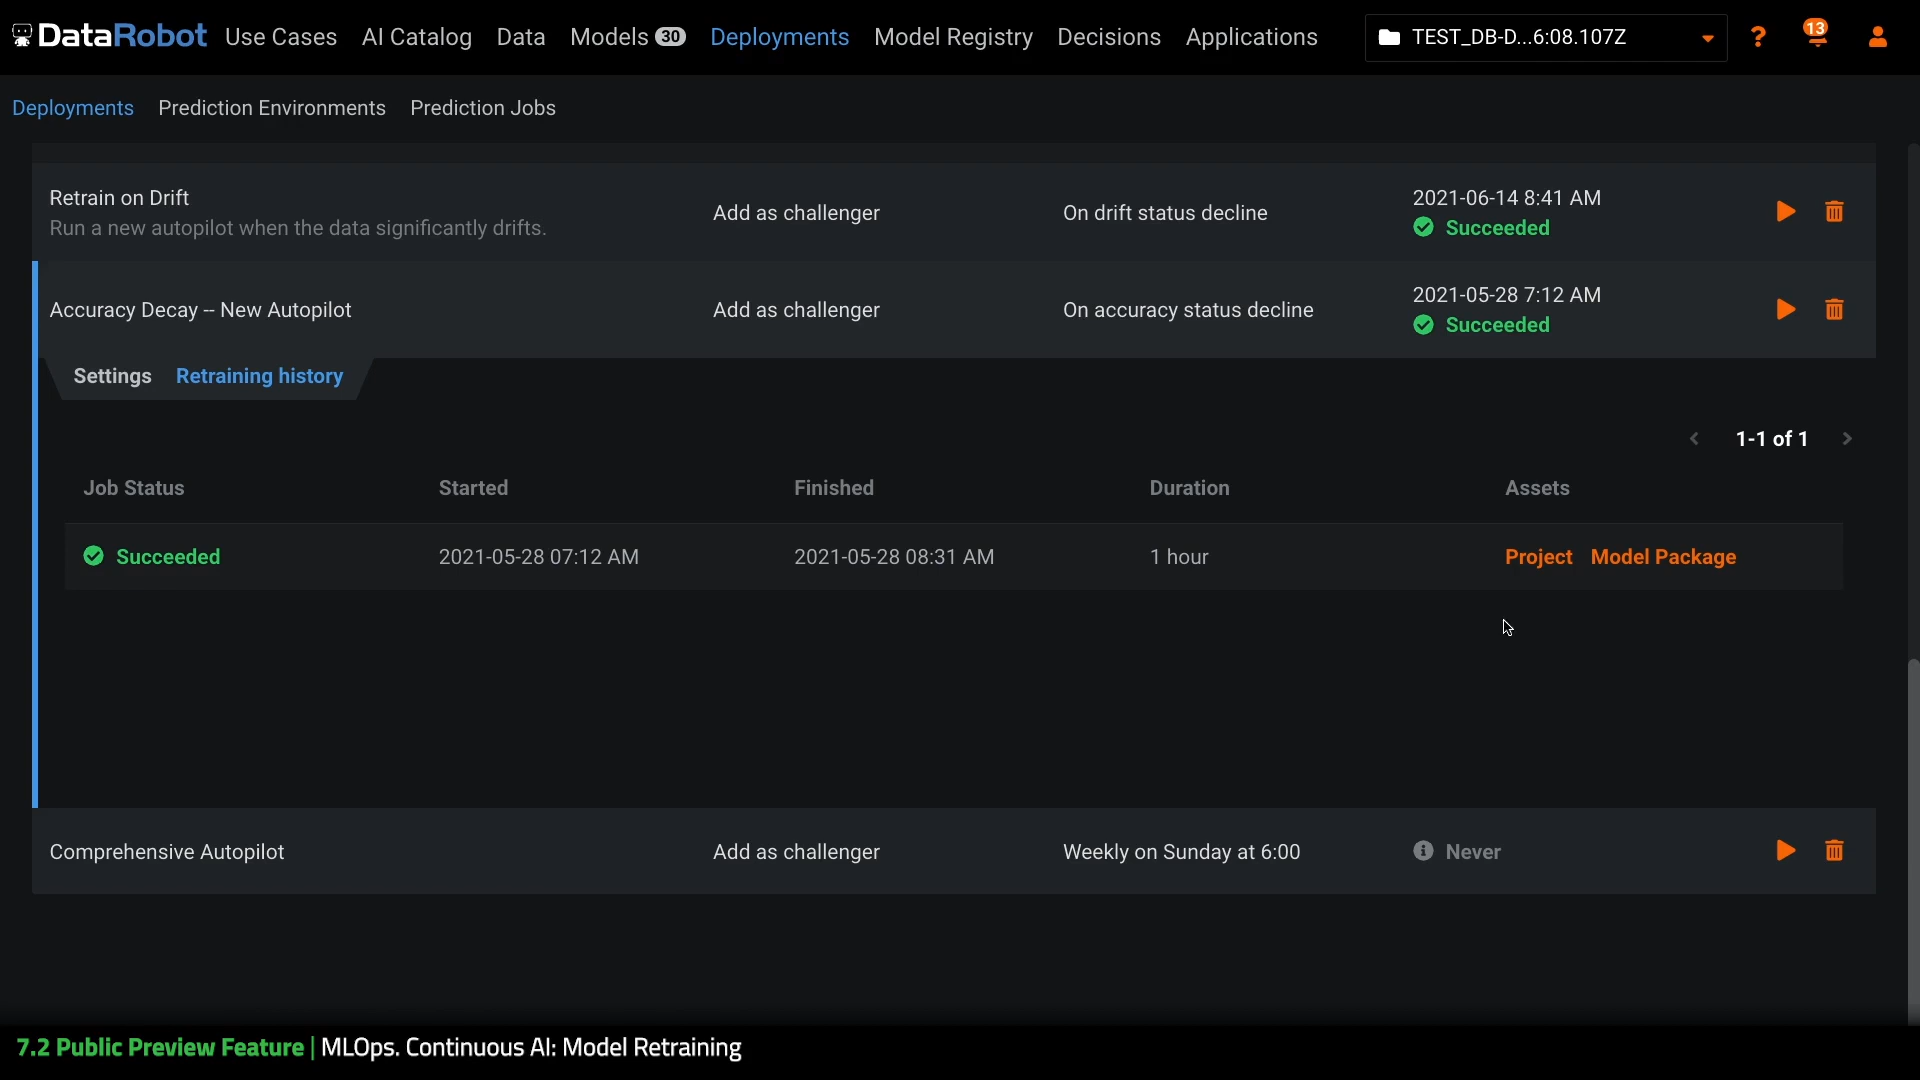 DataRobot Use Cases AI Catalog Data Models 30 Deployments Model Registry Decisions Applications TEST_DB-D...6:08.107Z ? 13
Deployments Prediction Environments Prediction Jobs
Retrain on Drift
Run a new autopilot when the data significantly drifts.
Add as challenger
On drift status decline
2021-06-14 8:41 AM
Succeeded
Accuracy Decay -- New Autopilot
Add as challenger
On accuracy status decline
2021-05-28 7:12 AM
Succeeded
Settings Retraining history
1-1 of 1
Job Status Started Finished Duration Assets
Succeeded 2021-05-28 07:12 AM 2021-05-28 08:31 AM 1 hour Project Model Package
Comprehensive Autopilot Add as challenger Weekly on Sunday at 6:00 Never
7.2 Public Preview Feature | MLOps. Continuous AI: Model Retraining